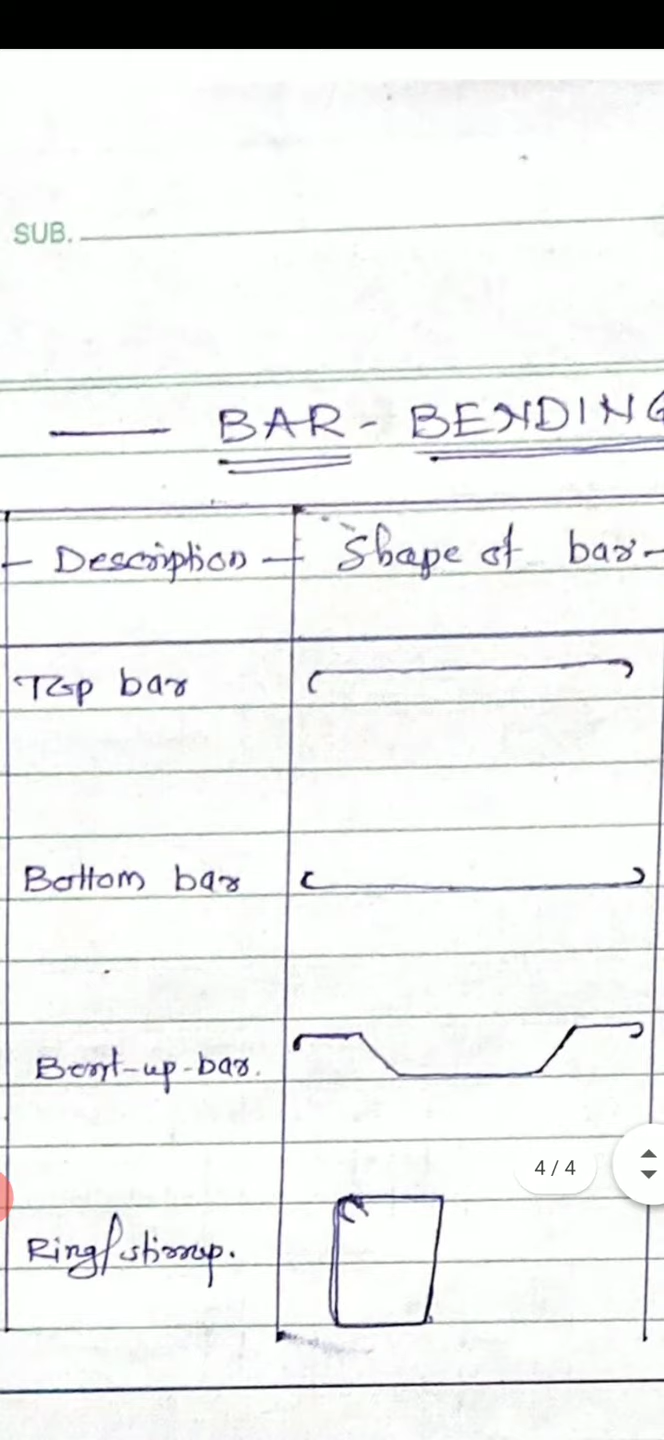 SUB.
BAR - BENDING
Description Shape of bar
Top bar
Bottom bar
Bent-up-bar.
4 / 4
Ring/stirrup.